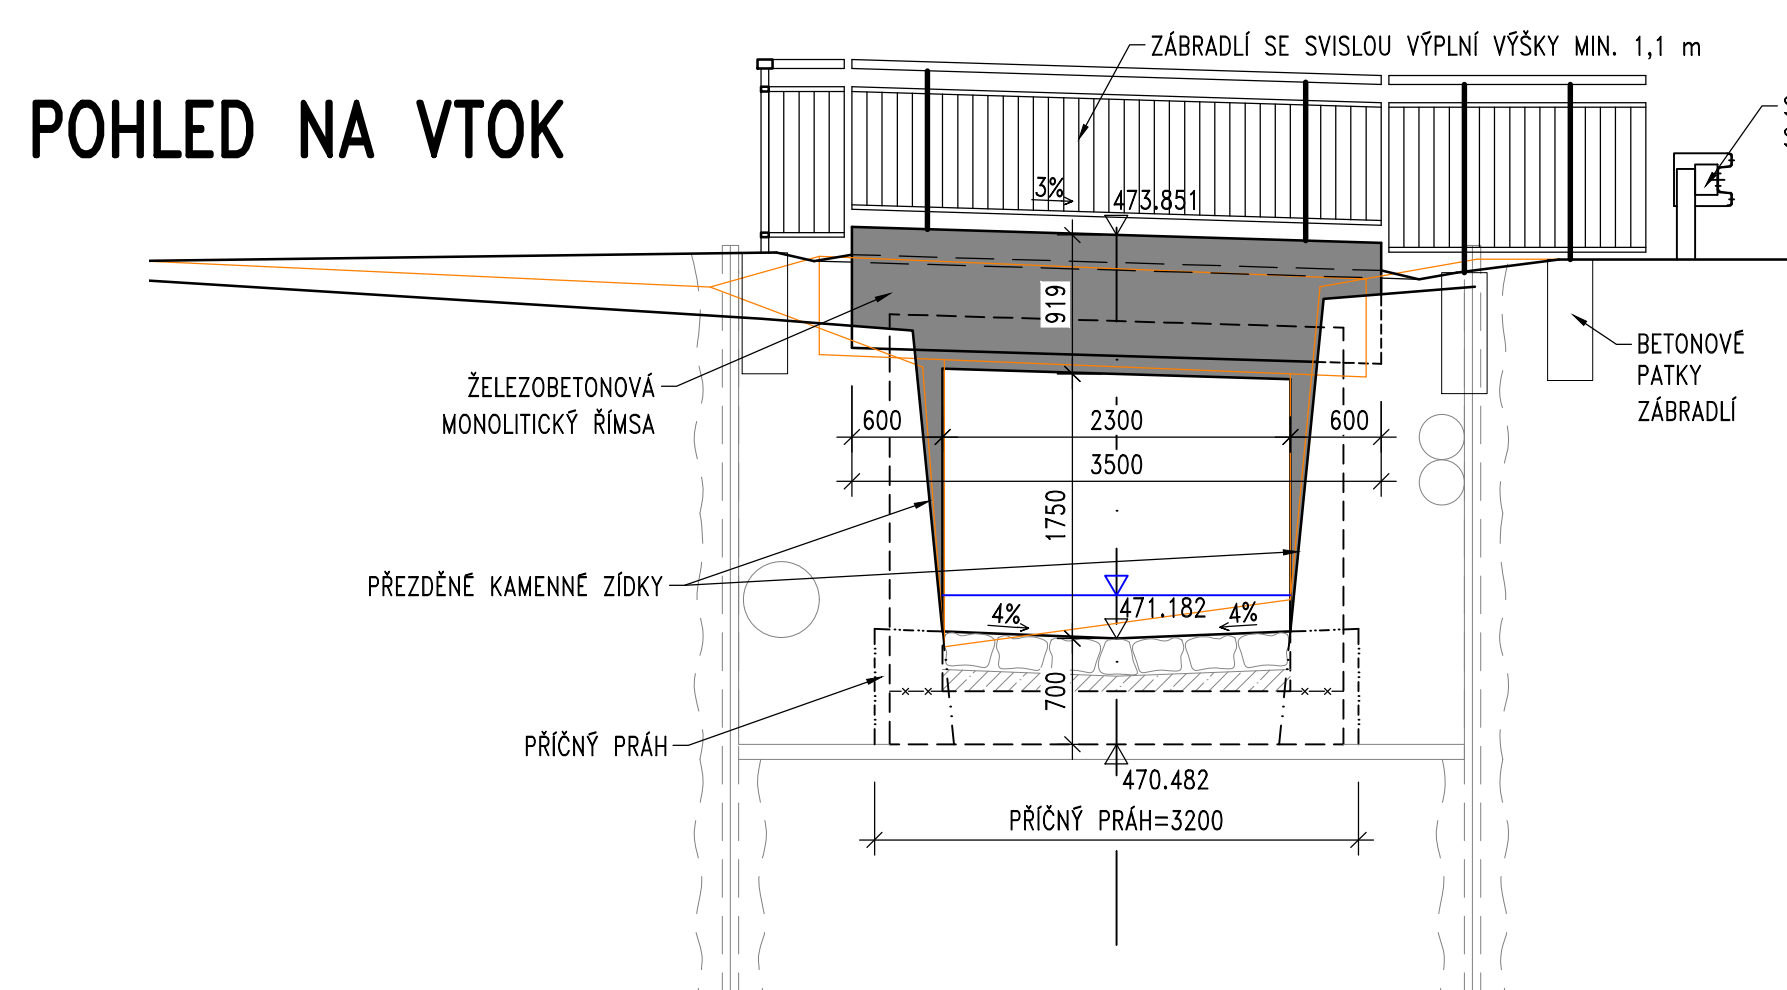 ZÁBRADLÍ SE SVISLOU VÝPLNÍ VÝŠKY MIN. 1,1 m
POHLED NA VTOK
3%
473.851
919
BETONOVÉ
PATKY
ZÁBRADLÍ
ŽELEZOBETONOVÁ
MONOLITICKÝ ŘÍMSA
600
2300
600
3500
1750
PŘEZDĚNÉ KAMENNÉ ZÍDKY
4%
471.182
4%
700
PŘÍČNÝ PRÁH
470.482
PŘÍČNÝ PRÁH=3200